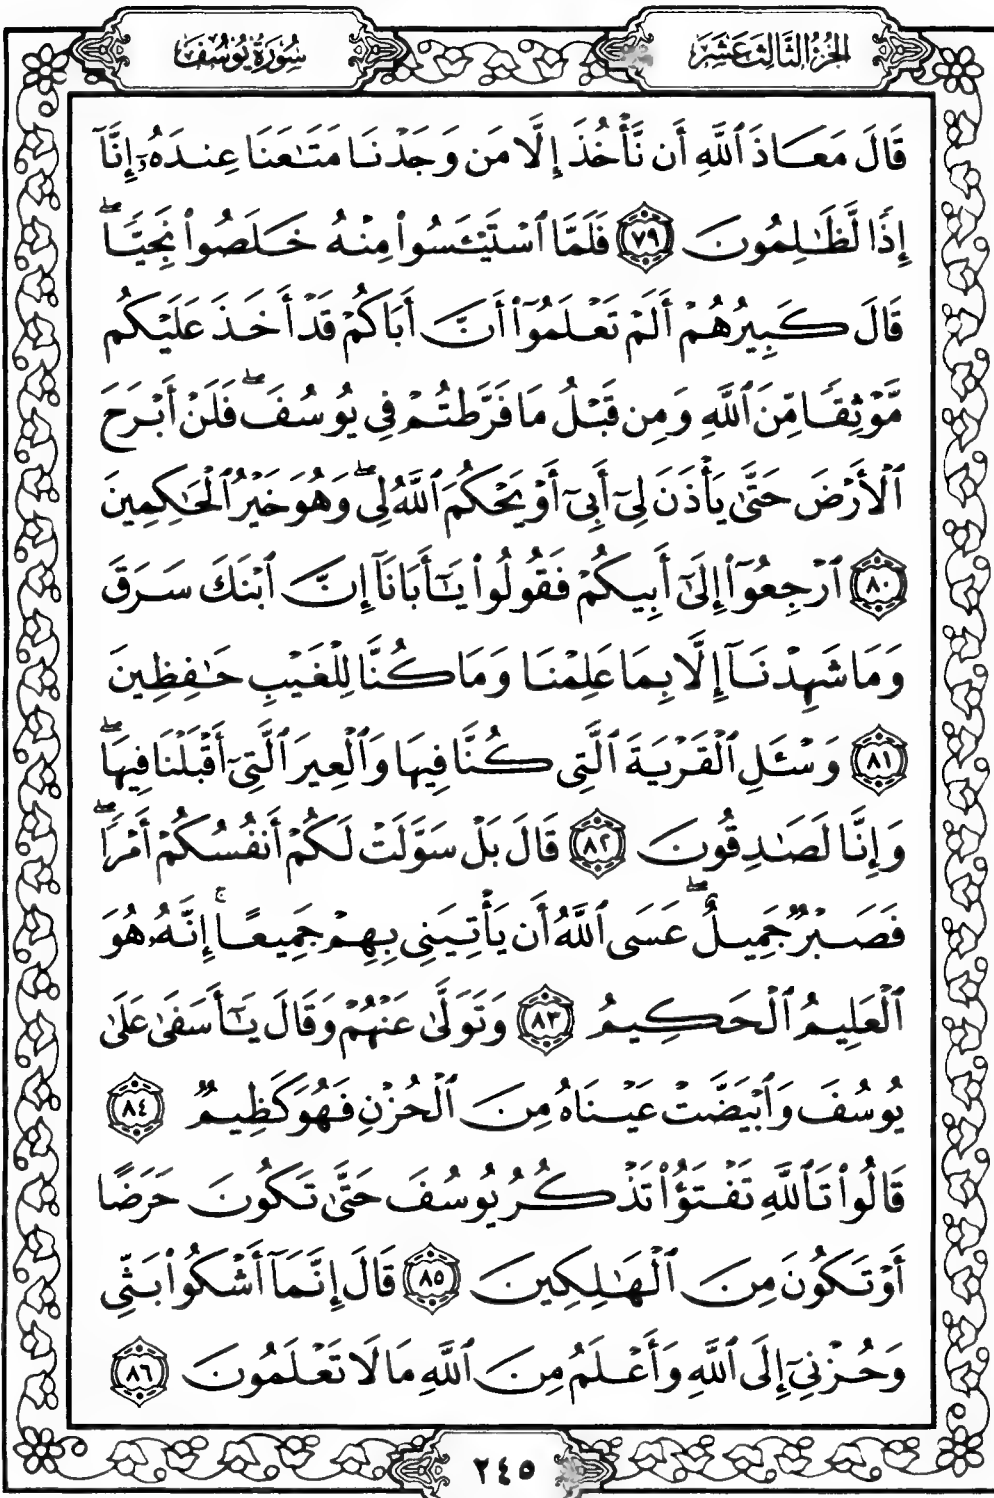 الجزء الثالث عشر
سُورَةُ يُوسُفَ
قَالَ مَعَاذَ ٱللَّهِ أَن نَّأْخُذَ إِلَّا مَن وَجَدْنَا مَتَٰعَنَا عِندَهُۥٓ إِنَّآ
إِذًا لَّظَٰلِمُونَ ٧٩ فَلَمَّا ٱسْتَيْـَٔسُوا۟ مِنْهُ خَلَصُوا۟ نَجِيًّا ۖ
قَالَ كَبِيرُهُمْ أَلَمْ تَعْلَمُوٓا۟ أَنَّ أَبَاكُمْ قَدْ أَخَذَ عَلَيْكُم
مَّوْثِقًا مِّنَ ٱللَّهِ وَمِن قَبْلُ مَا فَرَّطتُمْ فِى يُوسُفَ ۖ فَلَنْ أَبْرَحَ
ٱلْأَرْضَ حَتَّىٰ يَأْذَنَ لِىٓ أَبِىٓ أَوْ يَحْكُمَ ٱللَّهُ لِى ۖ وَهُوَ خَيْرُ ٱلْحَٰكِمِينَ
٨٠ ٱرْجِعُوٓا۟ إِلَىٰٓ أَبِيكُمْ فَقُولُوا۟ يَٰٓأَبَانَآ إِنَّ ٱبْنَكَ سَرَقَ
وَمَا شَهِدْنَآ إِلَّا بِمَا عَلِمْنَا وَمَا كُنَّا لِلْغَيْبِ حَٰفِظِينَ
٨١ وَسْـَٔلِ ٱلْقَرْيَةَ ٱلَّتِى كُنَّا فِيهَا وَٱلْعِيرَ ٱلَّتِىٓ أَقْبَلْنَا فِيهَا ۖ
وَإِنَّا لَصَٰدِقُونَ ٨٢ قَالَ بَلْ سَوَّلَتْ لَكُمْ أَنفُسُكُمْ أَمْرًا ۖ
فَصَبْرٌ جَمِيلٌ ۖ عَسَى ٱللَّهُ أَن يَأْتِيَنِى بِهِمْ جَمِيعًا ۚ إِنَّهُۥ هُوَ
ٱلْعَلِيمُ ٱلْحَكِيمُ ٨٣ وَتَوَلَّىٰ عَنْهُمْ وَقَالَ يَٰٓأَسَفَىٰ عَلَىٰ
يُوسُفَ وَٱبْيَضَّتْ عَيْنَاهُ مِنَ ٱلْحُزْنِ فَهُوَ كَظِيمٌ ٨٤
قَالُوا۟ تَٱللَّهِ تَفْتَؤُا۟ تَذْكُرُ يُوسُفَ حَتَّىٰ تَكُونَ حَرَضًا
أَوْ تَكُونَ مِنَ ٱلْهَٰلِكِينَ ٨٥ قَالَ إِنَّمَآ أَشْكُوا۟ بَثِّى
وَحُزْنِىٓ إِلَى ٱللَّهِ وَأَعْلَمُ مِنَ ٱللَّهِ مَا لَا تَعْلَمُونَ ٨٦
٢٤٥